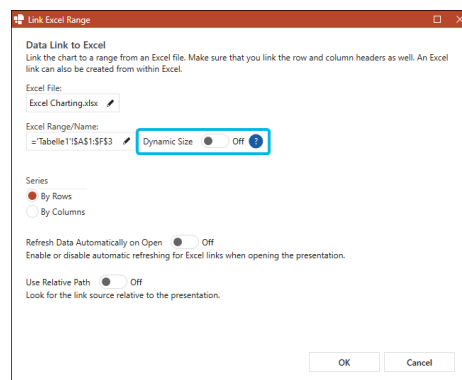 Link Excel Range
Data Link to Excel
Link the chart to a range from an Excel file. Make sure that you link the row and column headers as well. An Excel
link can also be created from within Excel.
Excel File:
Excel Charting.xlsx
Excel Range/Name:
='Tabelle1'!$A$1:$F$3 Dynamic Size Off ?
Series
By Rows
By Columns
Refresh Data Automatically on Open Off
Enable or disable automatic refreshing for Excel links when opening the presentation.
Use Relative Path Off
Look for the link source relative to the presentation.
OK Cancel